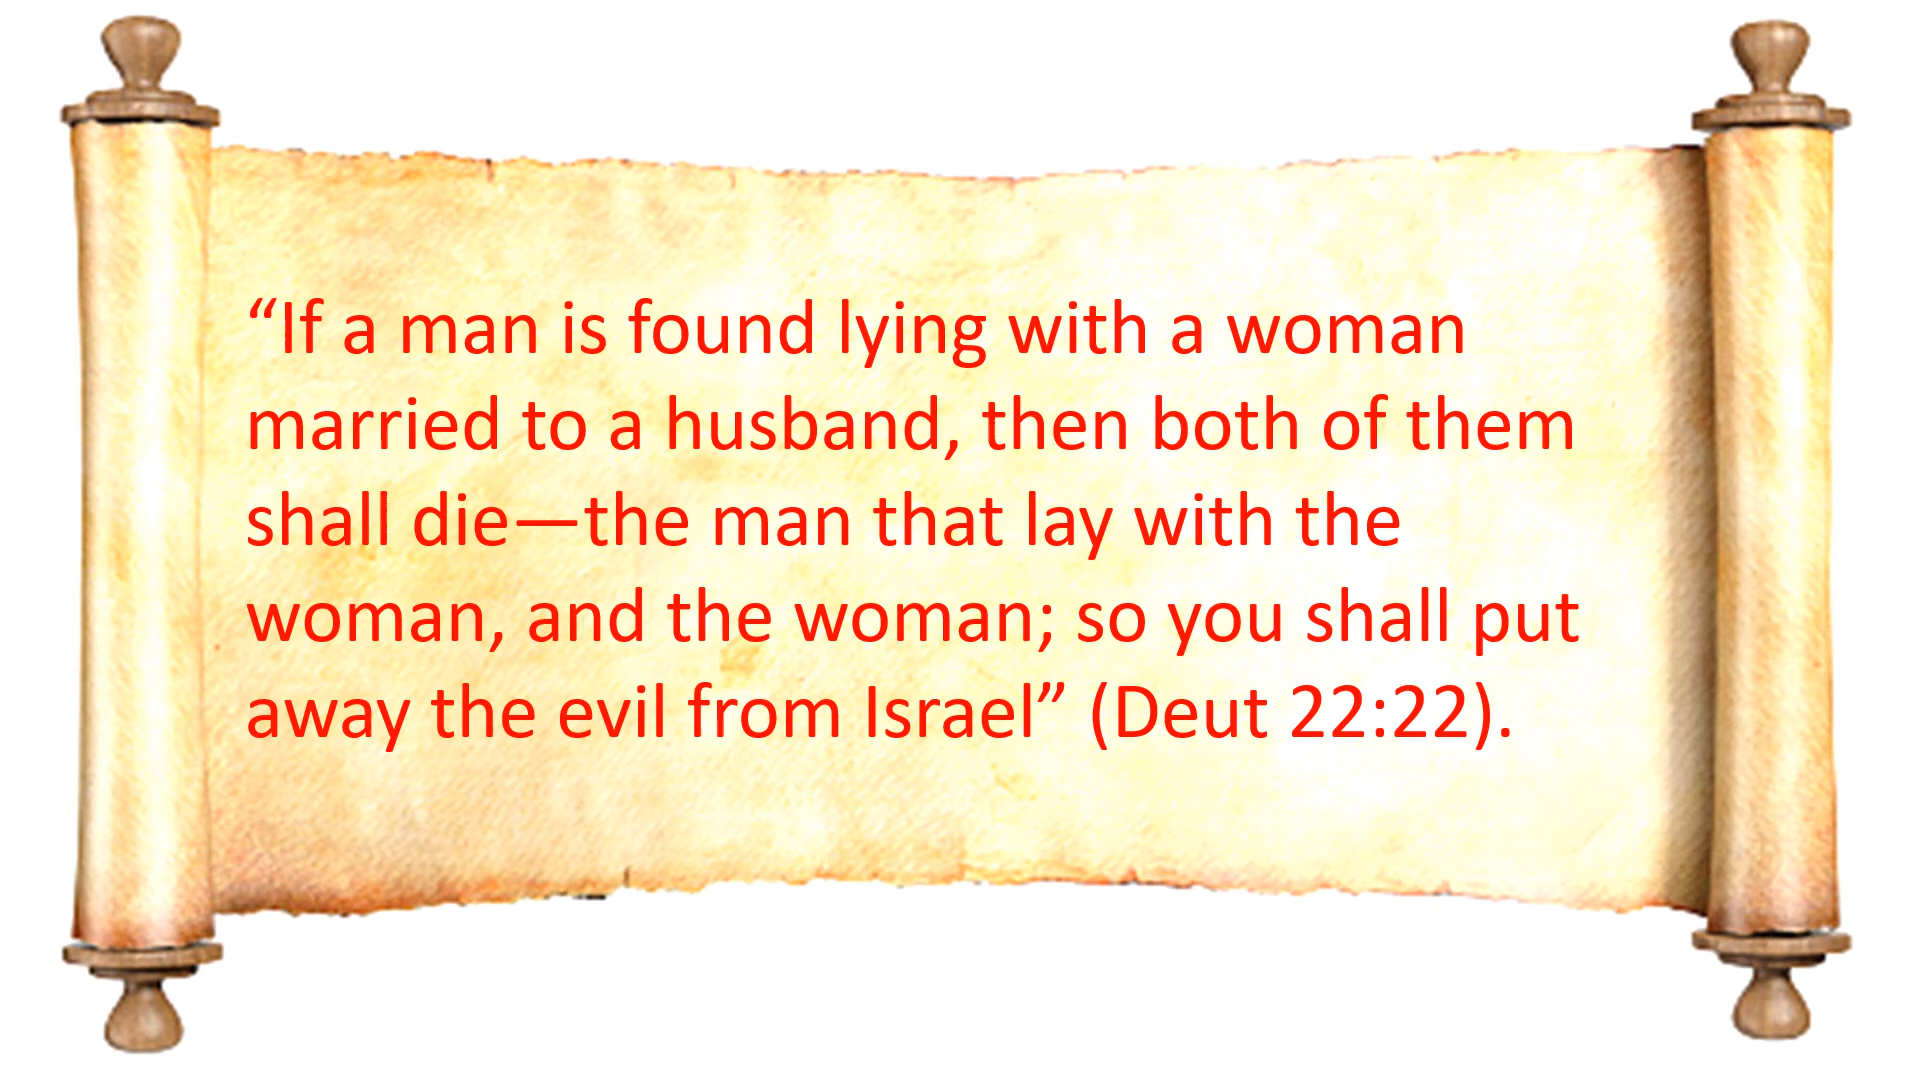 “If a man is found lying with a woman
married to a husband, then both of them
shall die—the man that lay with the
woman, and the woman; so you shall put
away the evil from Israel” (Deut 22:22).